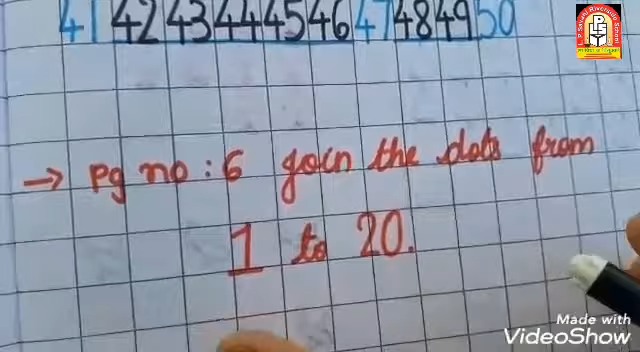 41 42 43 44 45 46 47 48 49 50
→ Pg no : 6 join the dots from
1 to 20.
Made with
VideoShow